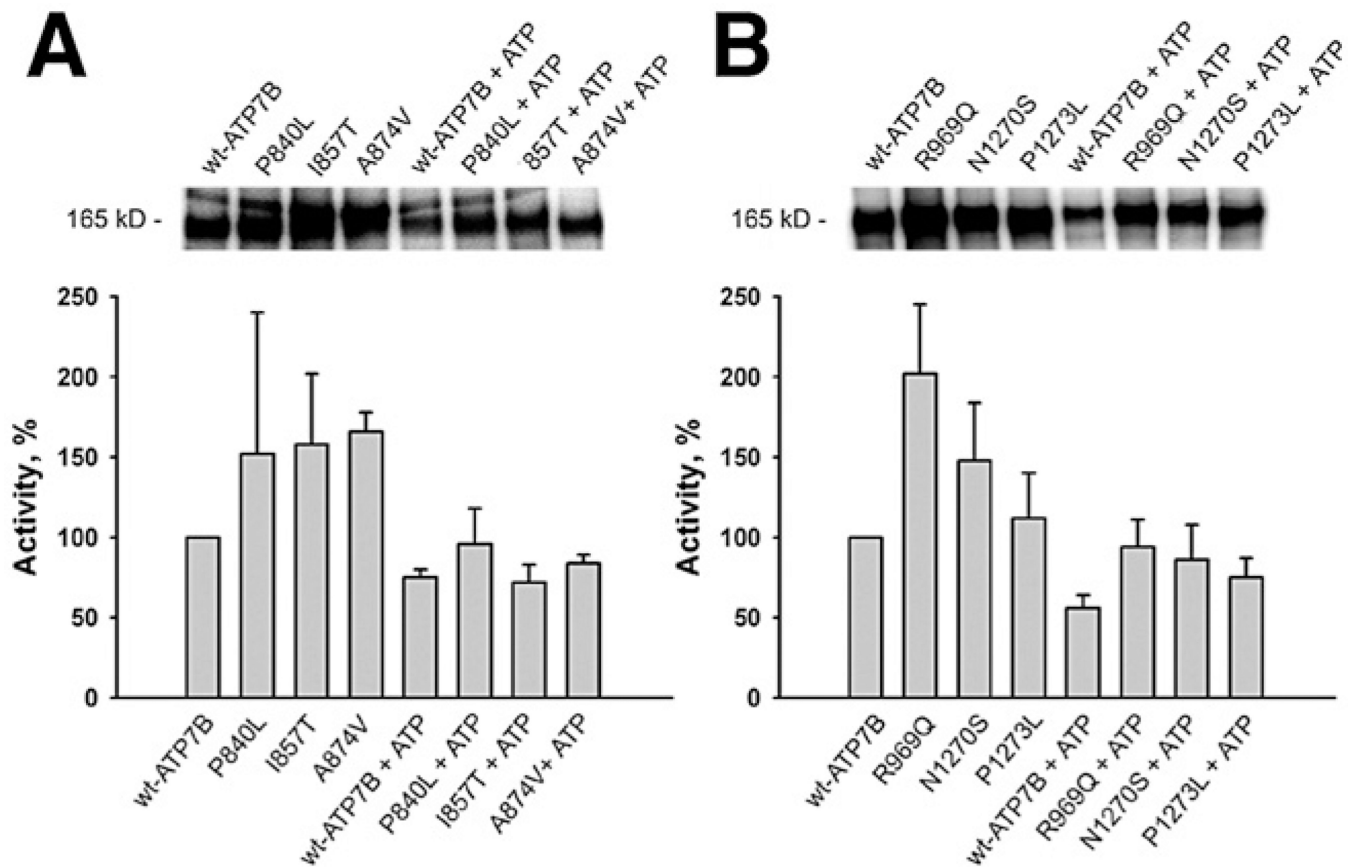 A
wt-ATP7B
P840L
I857T
A874V
wt-ATP7B + ATP
P840L + ATP
857T + ATP
A874V+ ATP
165 kD -
250
200
150
100
50
0
Activity, %
wt-ATP7B
P840L
I857T
A874V
wt-ATP7B + ATP
P840L + ATP
I857T + ATP
A874V+ ATP
B
wt-ATP7B
R969Q
N1270S
P1273L
wt-ATP7B + ATP
R969Q + ATP
N1270S + ATP
P1273L + ATP
165 kD -
250
200
150
100
50
0
Activity, %
wt-ATP7B
R969Q
N1270S
P1273L
wt-ATP7B + ATP
R969Q + ATP
N1270S + ATP
P1273L + ATP